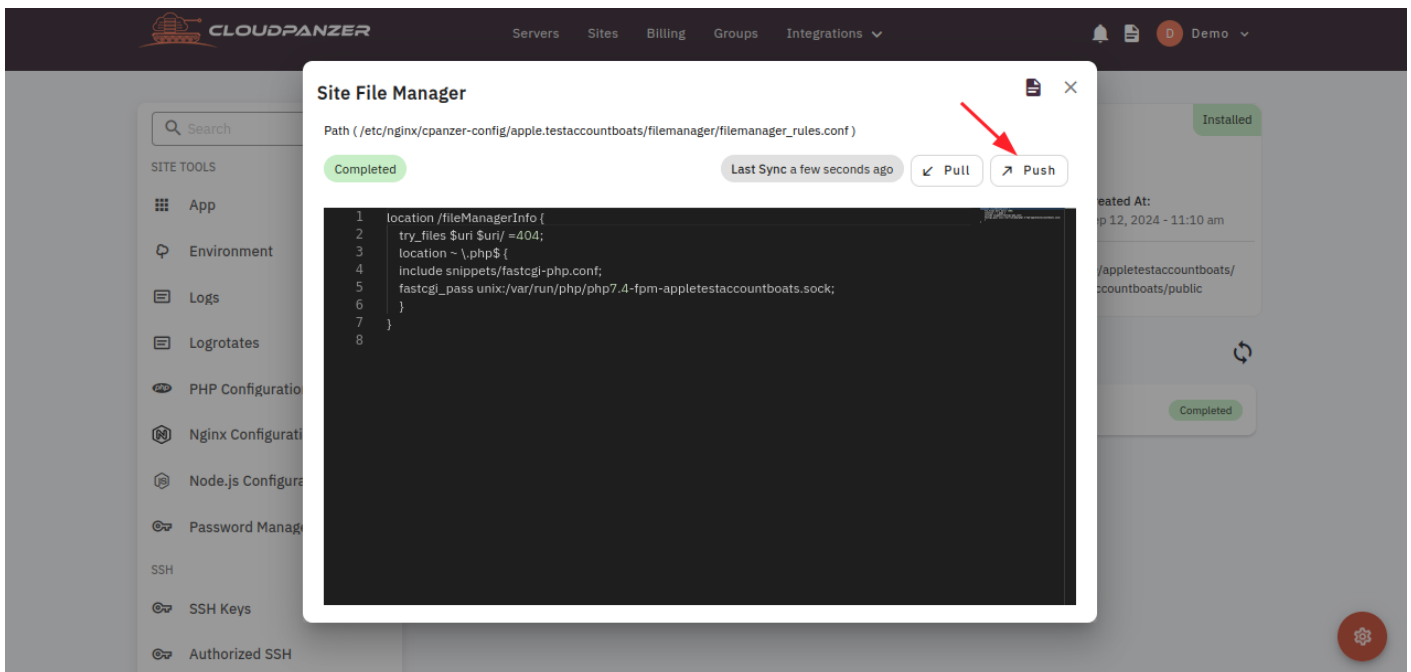 CLOUDPANZER
Servers Sites Billing Groups Integrations
D Demo
Search
SITE TOOLS
App
Environment
Logs
Logrotates
php PHP Configuratio
Nginx Configurati
Node.js Configura
Password Manage
SSH
SSH Keys
Authorized SSH
Site File Manager
Path ( /etc/nginx/cpanzer-config/apple.testaccountboats/filemanager/filemanager_rules.conf )
Completed
Last Sync a few seconds ago
Pull
Push
1 location /fileManagerInfo {
2 try_files $uri $uri/ =404;
3 location ~ \.php$ {
4 include snippets/fastcgi-php.conf;
5 fastcgi_pass unix:/var/run/php/php7.4-fpm-appletestaccountboats.sock;
6 }
7 }
8
Installed
eated At:
ep 12, 2024 - 11:10 am
/appletestaccountboats/
ccountboats/public
Completed